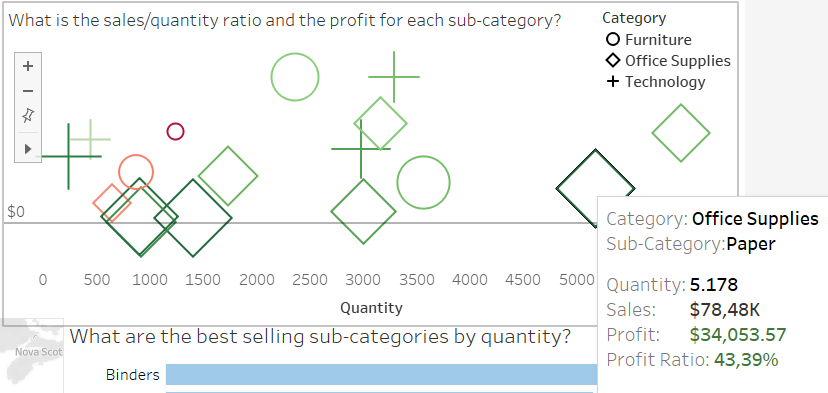 What is the sales/quantity ratio and the profit for each sub-category?
Category
Furniture
Office Supplies
Technology
$0
0 500 1000 1500 2000 2500 3000 3500 4000 4500 5000
Quantity
Category: Office Supplies
Sub-Category:Paper
Quantity: 5.178
Sales: $78,48K
Profit: $34,053.57
Profit Ratio: 43,39%
What are the best selling sub-categories by quantity?
Nova Scot
Binders